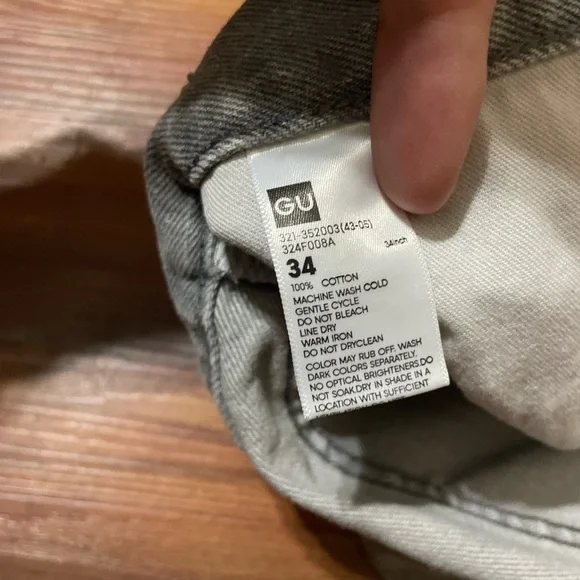 GU
321-352003(43-05)
324F008A 34inch
34
100% COTTON
MACHINE WASH COLD
GENTLE CYCLE
DO NOT BLEACH
LINE DRY
WARM IRON
DO NOT DRYCLEAN
COLOR MAY RUB OFF. WASH
DARK COLORS SEPARATELY.
NO OPTICAL BRIGHTENERS.DO
NOT SOAK.DRY IN SHADE IN A
LOCATION WITH SUFFICIENT